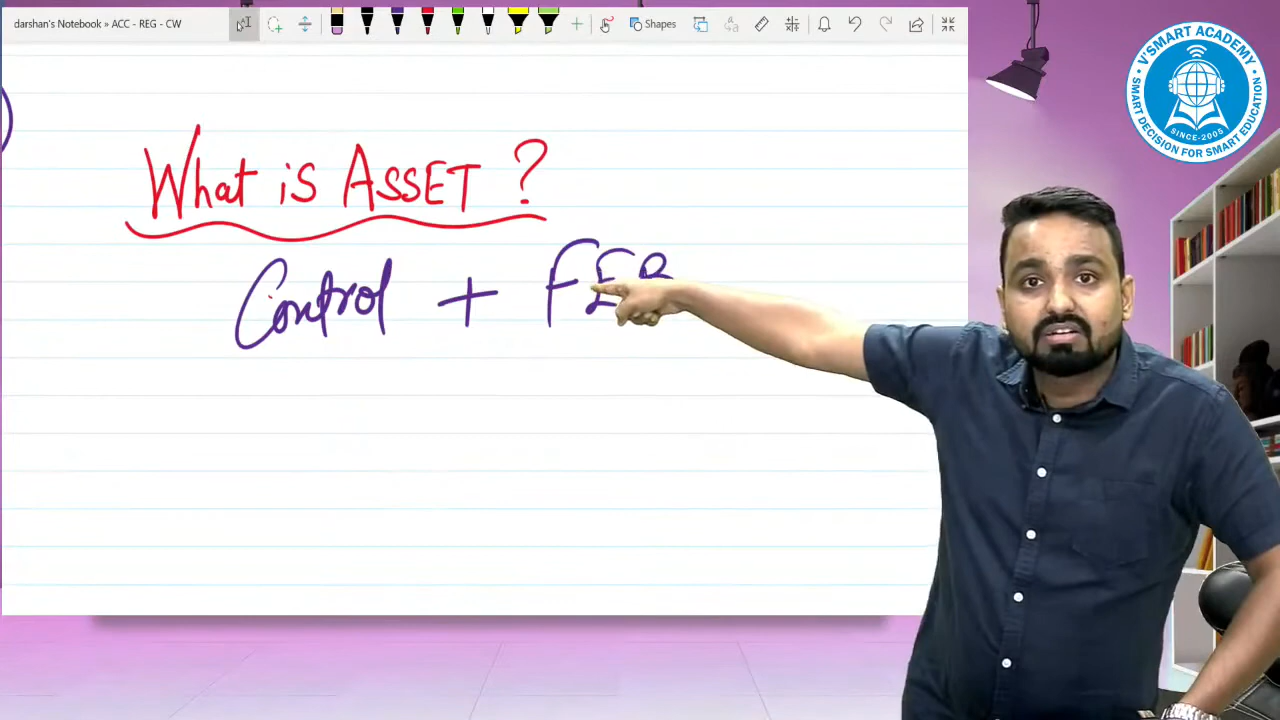 darshan's Notebook » ACC - REG - CW
Shapes
What is ASSET ?
Control + FEB
V'SMART ACADEMY
SINCE-2005
SMART DECISION FOR SMART EDUCATION